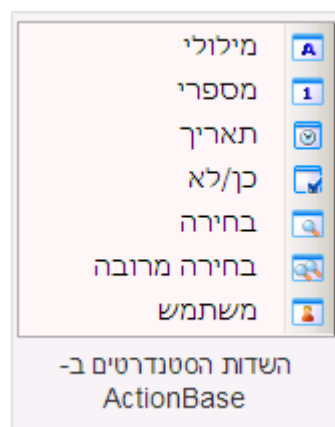 מילולי
מספרי
תאריך
כן/לא
בחירה
בחירה מרובה
משתמש
השדות הסטנדרטים ב-
ActionBase